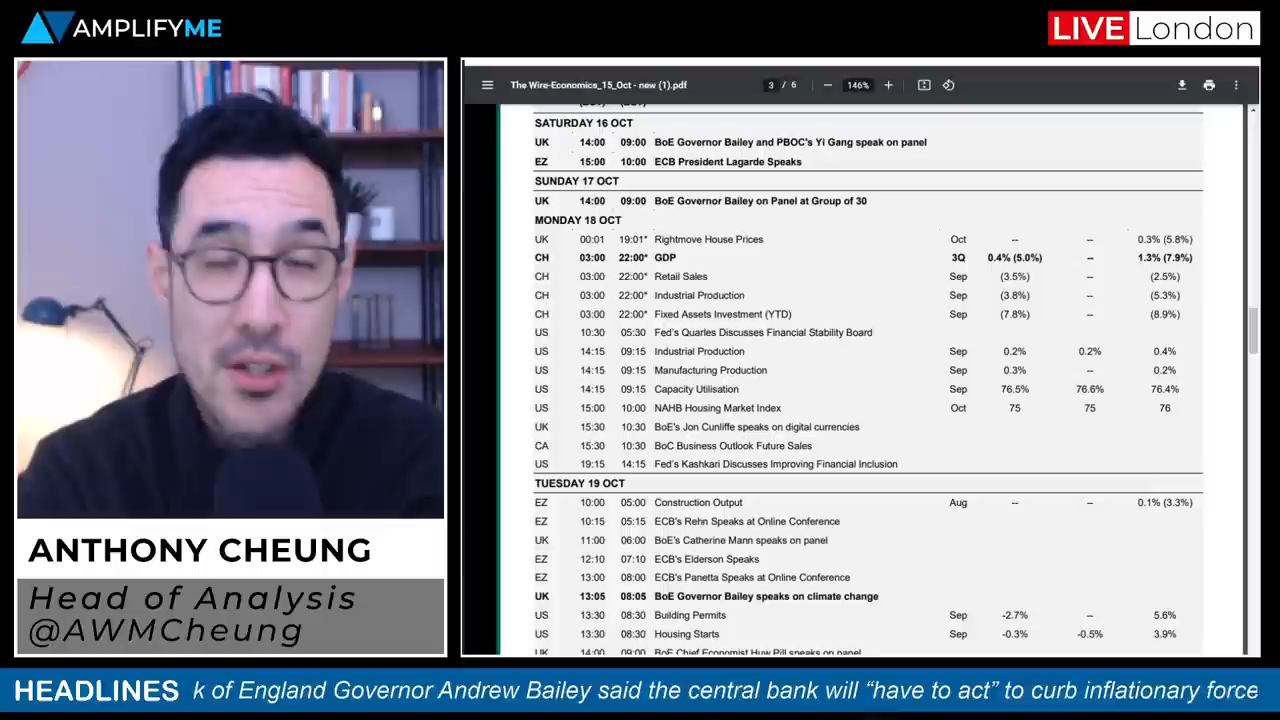 AMPLIFYME
LIVE London
The Wire-Economics_15_Oct - new (1).pdf 3 / 6 146%
SATURDAY 16 OCT
UK 14:00 09:00 BoE Governor Bailey and PBOC's Yi Gang speak on panel
EZ 15:00 10:00 ECB President Lagarde Speaks
SUNDAY 17 OCT
UK 14:00 09:00 BoE Governor Bailey on Panel at Group of 30
MONDAY 18 OCT
UK 00:01 19:01* Rightmove House Prices Oct -- -- 0.3% (5.8%)
CH 03:00 22:00* GDP 3Q 0.4% (5.0%) -- 1.3% (7.9%)
CH 03:00 22:00* Retail Sales Sep (3.5%) -- (2.5%)
CH 03:00 22:00* Industrial Production Sep (3.8%) -- (5.3%)
CH 03:00 22:00* Fixed Assets Investment (YTD) Sep (7.8%) -- (8.9%)
US 10:30 05:30 Fed's Quarles Discusses Financial Stability Board
US 14:15 09:15 Industrial Production Sep 0.2% 0.2% 0.4%
US 14:15 09:15 Manufacturing Production Sep 0.3% -- 0.2%
US 14:15 09:15 Capacity Utilisation Sep 76.5% 76.6% 76.4%
US 15:00 10:00 NAHB Housing Market Index Oct 75 75 76
UK 15:30 10:30 BoE's Jon Cunliffe speaks on digital currencies
CA 15:30 10:30 BoC Business Outlook Future Sales
US 19:15 14:15 Fed's Kashkari Discusses Improving Financial Inclusion
TUESDAY 19 OCT
EZ 10:00 05:00 Construction Output Aug -- -- 0.1% (3.3%)
EZ 10:15 05:15 ECB's Rehn Speaks at Online Conference
UK 11:00 06:00 BoE's Catherine Mann speaks on panel
EZ 12:10 07:10 ECB's Elderson Speaks
EZ 13:00 08:00 ECB's Panetta Speaks at Online Conference
UK 13:05 08:05 BoE Governor Bailey speaks on climate change
US 13:30 08:30 Building Permits Sep -2.7% -- 5.6%
US 13:30 08:30 Housing Starts Sep -0.3% -0.5% 3.9%
UK 14:00 09:00 BoE Chief Economist Huw Pill speaks on panel
ANTHONY CHEUNG
Head of Analysis
@AWMCheung
HEADLINES k of England Governor Andrew Bailey said the central bank will “have to act” to curb inflationary force